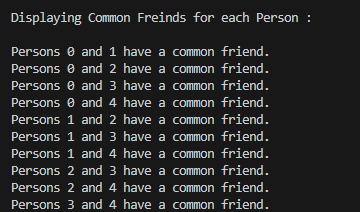 Displaying Common Freinds for each Person :
Persons 0 and 1 have a common friend.
Persons 0 and 2 have a common friend.
Persons 0 and 3 have a common friend.
Persons 0 and 4 have a common friend.
Persons 1 and 2 have a common friend.
Persons 1 and 3 have a common friend.
Persons 1 and 4 have a common friend.
Persons 2 and 3 have a common friend.
Persons 2 and 4 have a common friend.
Persons 3 and 4 have a common friend.